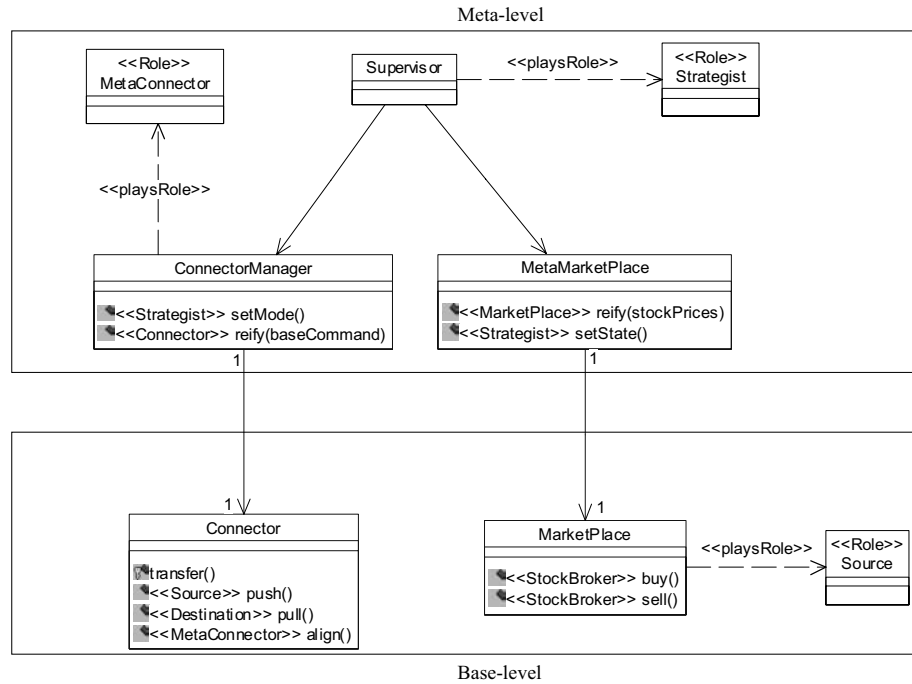 Meta-level
<<Role>>
MetaConnector
Supervisor
<<playsRole>>
<<Role>>
Strategist
<<playsRole>>
ConnectorManager
<<Strategist>> setMode()
<<Connector>> reify(baseCommand)
MetaMarketPlace
<<MarketPlace>> reify(stockPrices)
<<Strategist>> setState()
1
1
1
1
Connector
transfer()
<<Source>> push()
<<Destination>> pull()
<<MetaConnector>> align()
MarketPlace
<<StockBroker>> buy()
<<StockBroker>> sell()
<<playsRole>>
<<Role>>
Source
Base-level